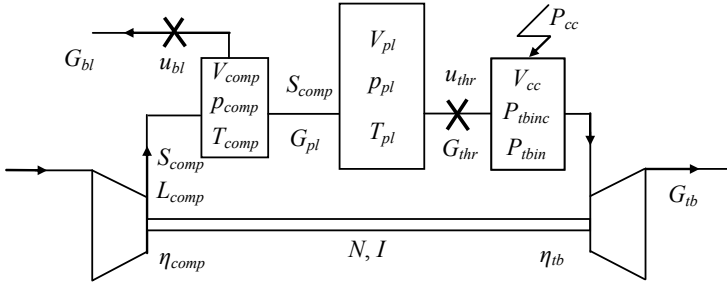 P_cc
G_bl
u_bl
V_comp
p_comp
T_comp
S_comp
G_pl
V_pl
p_pl
T_pl
u_thr
G_thr
V_cc
P_tbinc
P_tbin
S_comp
L_comp
G_tb
η_comp
N, I
η_tb